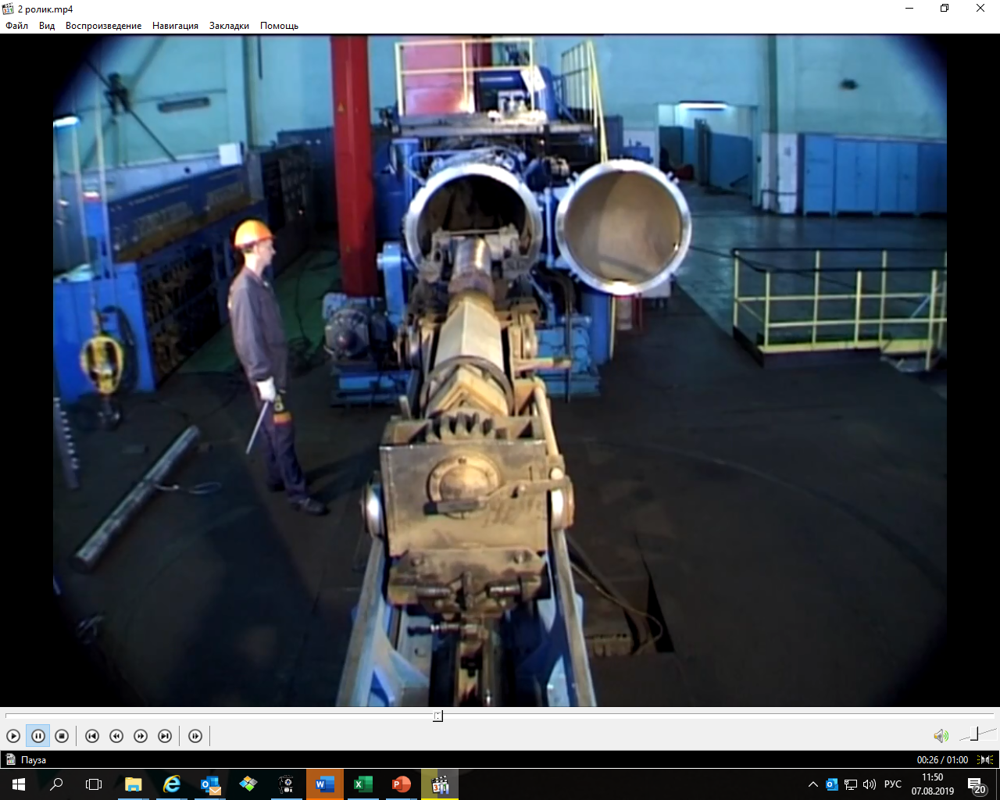 2 ролик.mp4
Файл Вид Воспроизведение Навигация Закладки Помощь
Пауза
00:26 / 01:00
РУС
11:50
07.08.2019
20